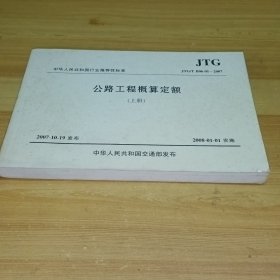 JTG
中华人民共和国行业推荐性标准
JTG/T B06-01—2007
公路工程概算定额
(上册)
2007-10-19 发布
2008-01-01 实施
中华人民共和国交通部发布